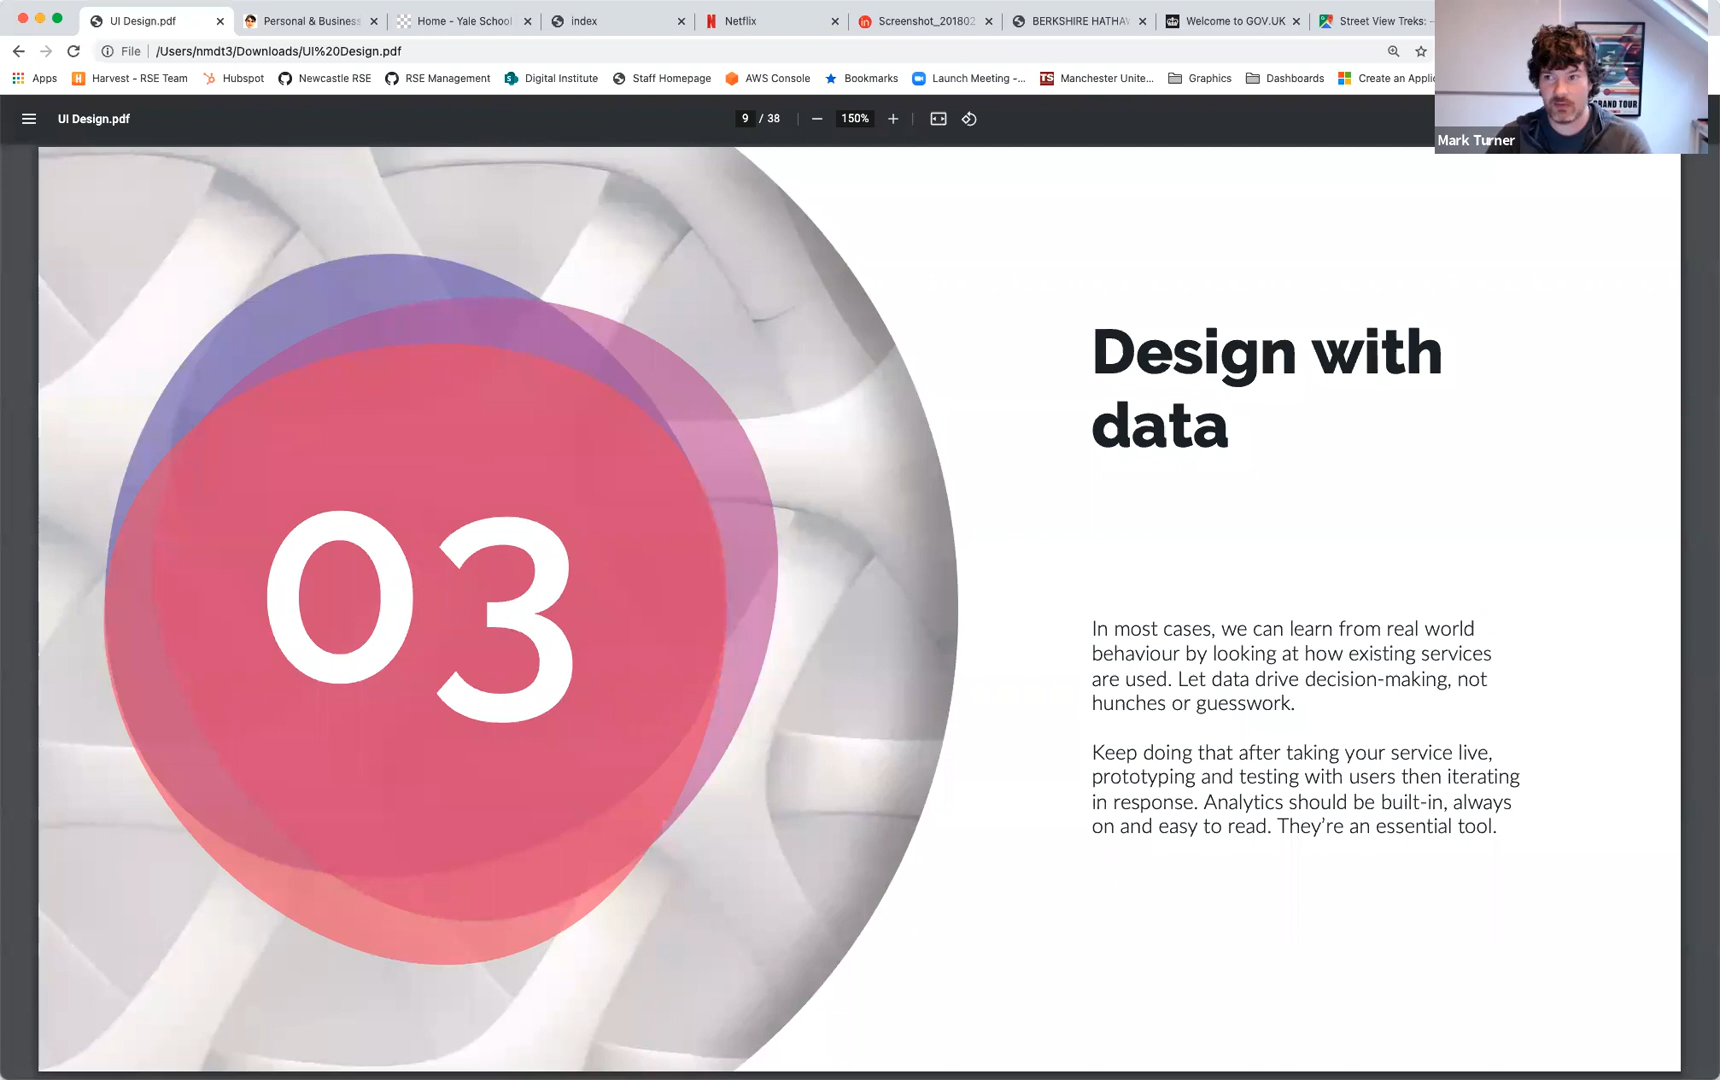 UI Design.pdf
Personal & Business
Home - Yale School
index
Netflix
Screenshot_201802
BERKSHIRE HATHAW
Welcome to GOV.UK
Street View Treks:
File
/Users/nmdt3/Downloads/UI%20Design.pdf
Apps
Harvest - RSE Team
Hubspot
Newcastle RSE
RSE Management
Digital Institute
Staff Homepage
AWS Console
Bookmarks
Launch Meeting -...
Manchester Unite...
Graphics
Dashboards
Create an Applic
UI Design.pdf
9 / 38
150%
GRAND TOUR
Mark Turner
03
Design with
data
In most cases, we can learn from real world
behaviour by looking at how existing services
are used. Let data drive decision-making, not
hunches or guesswork.
Keep doing that after taking your service live,
prototyping and testing with users then iterating
in response. Analytics should be built-in, always
on and easy to read. They're an essential tool.